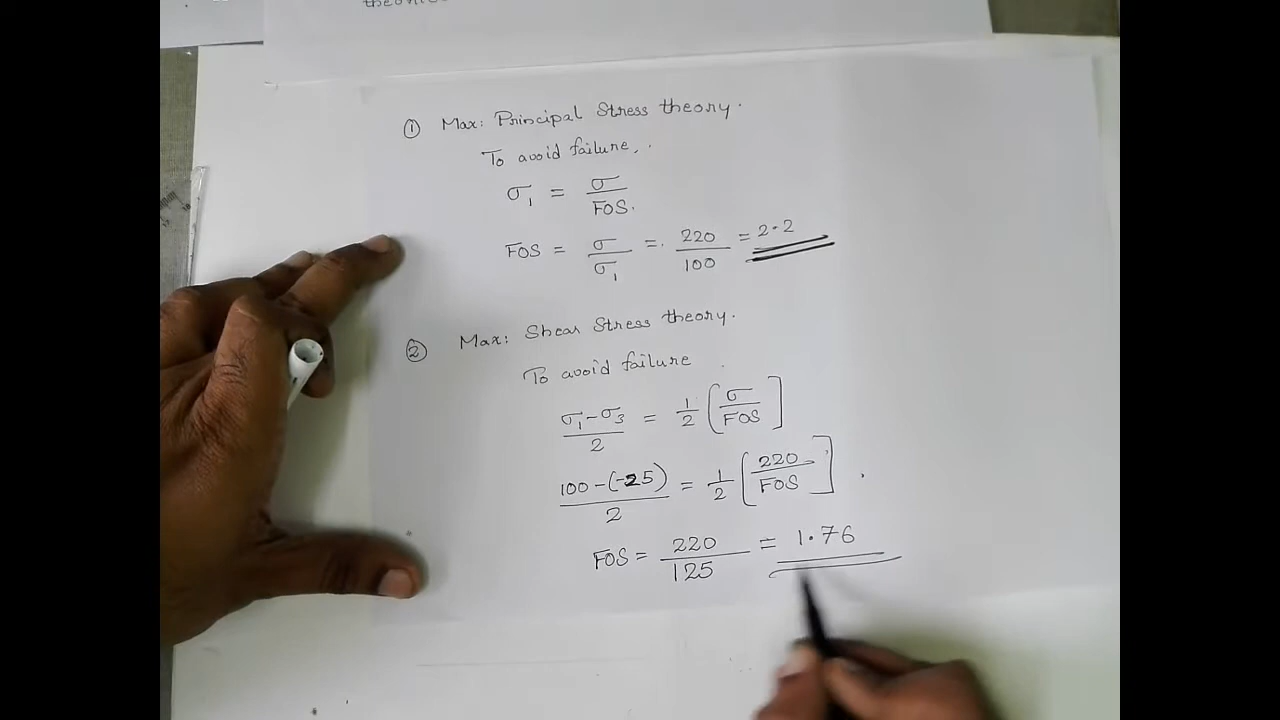 ① Max: Principal Stress theory.
To avoid failure,.
σ₁ = σ/FOS.
FOS = σ/σ₁ =. 220/100 = 2.2
② Max: Shear Stress theory.
To avoid failure.
(σ₁-σ₃)/2 = 1/2 [σ/FOS]
(100-(-25))/2 = 1/2 [220/FOS].
FOS = 220/125 = 1.76